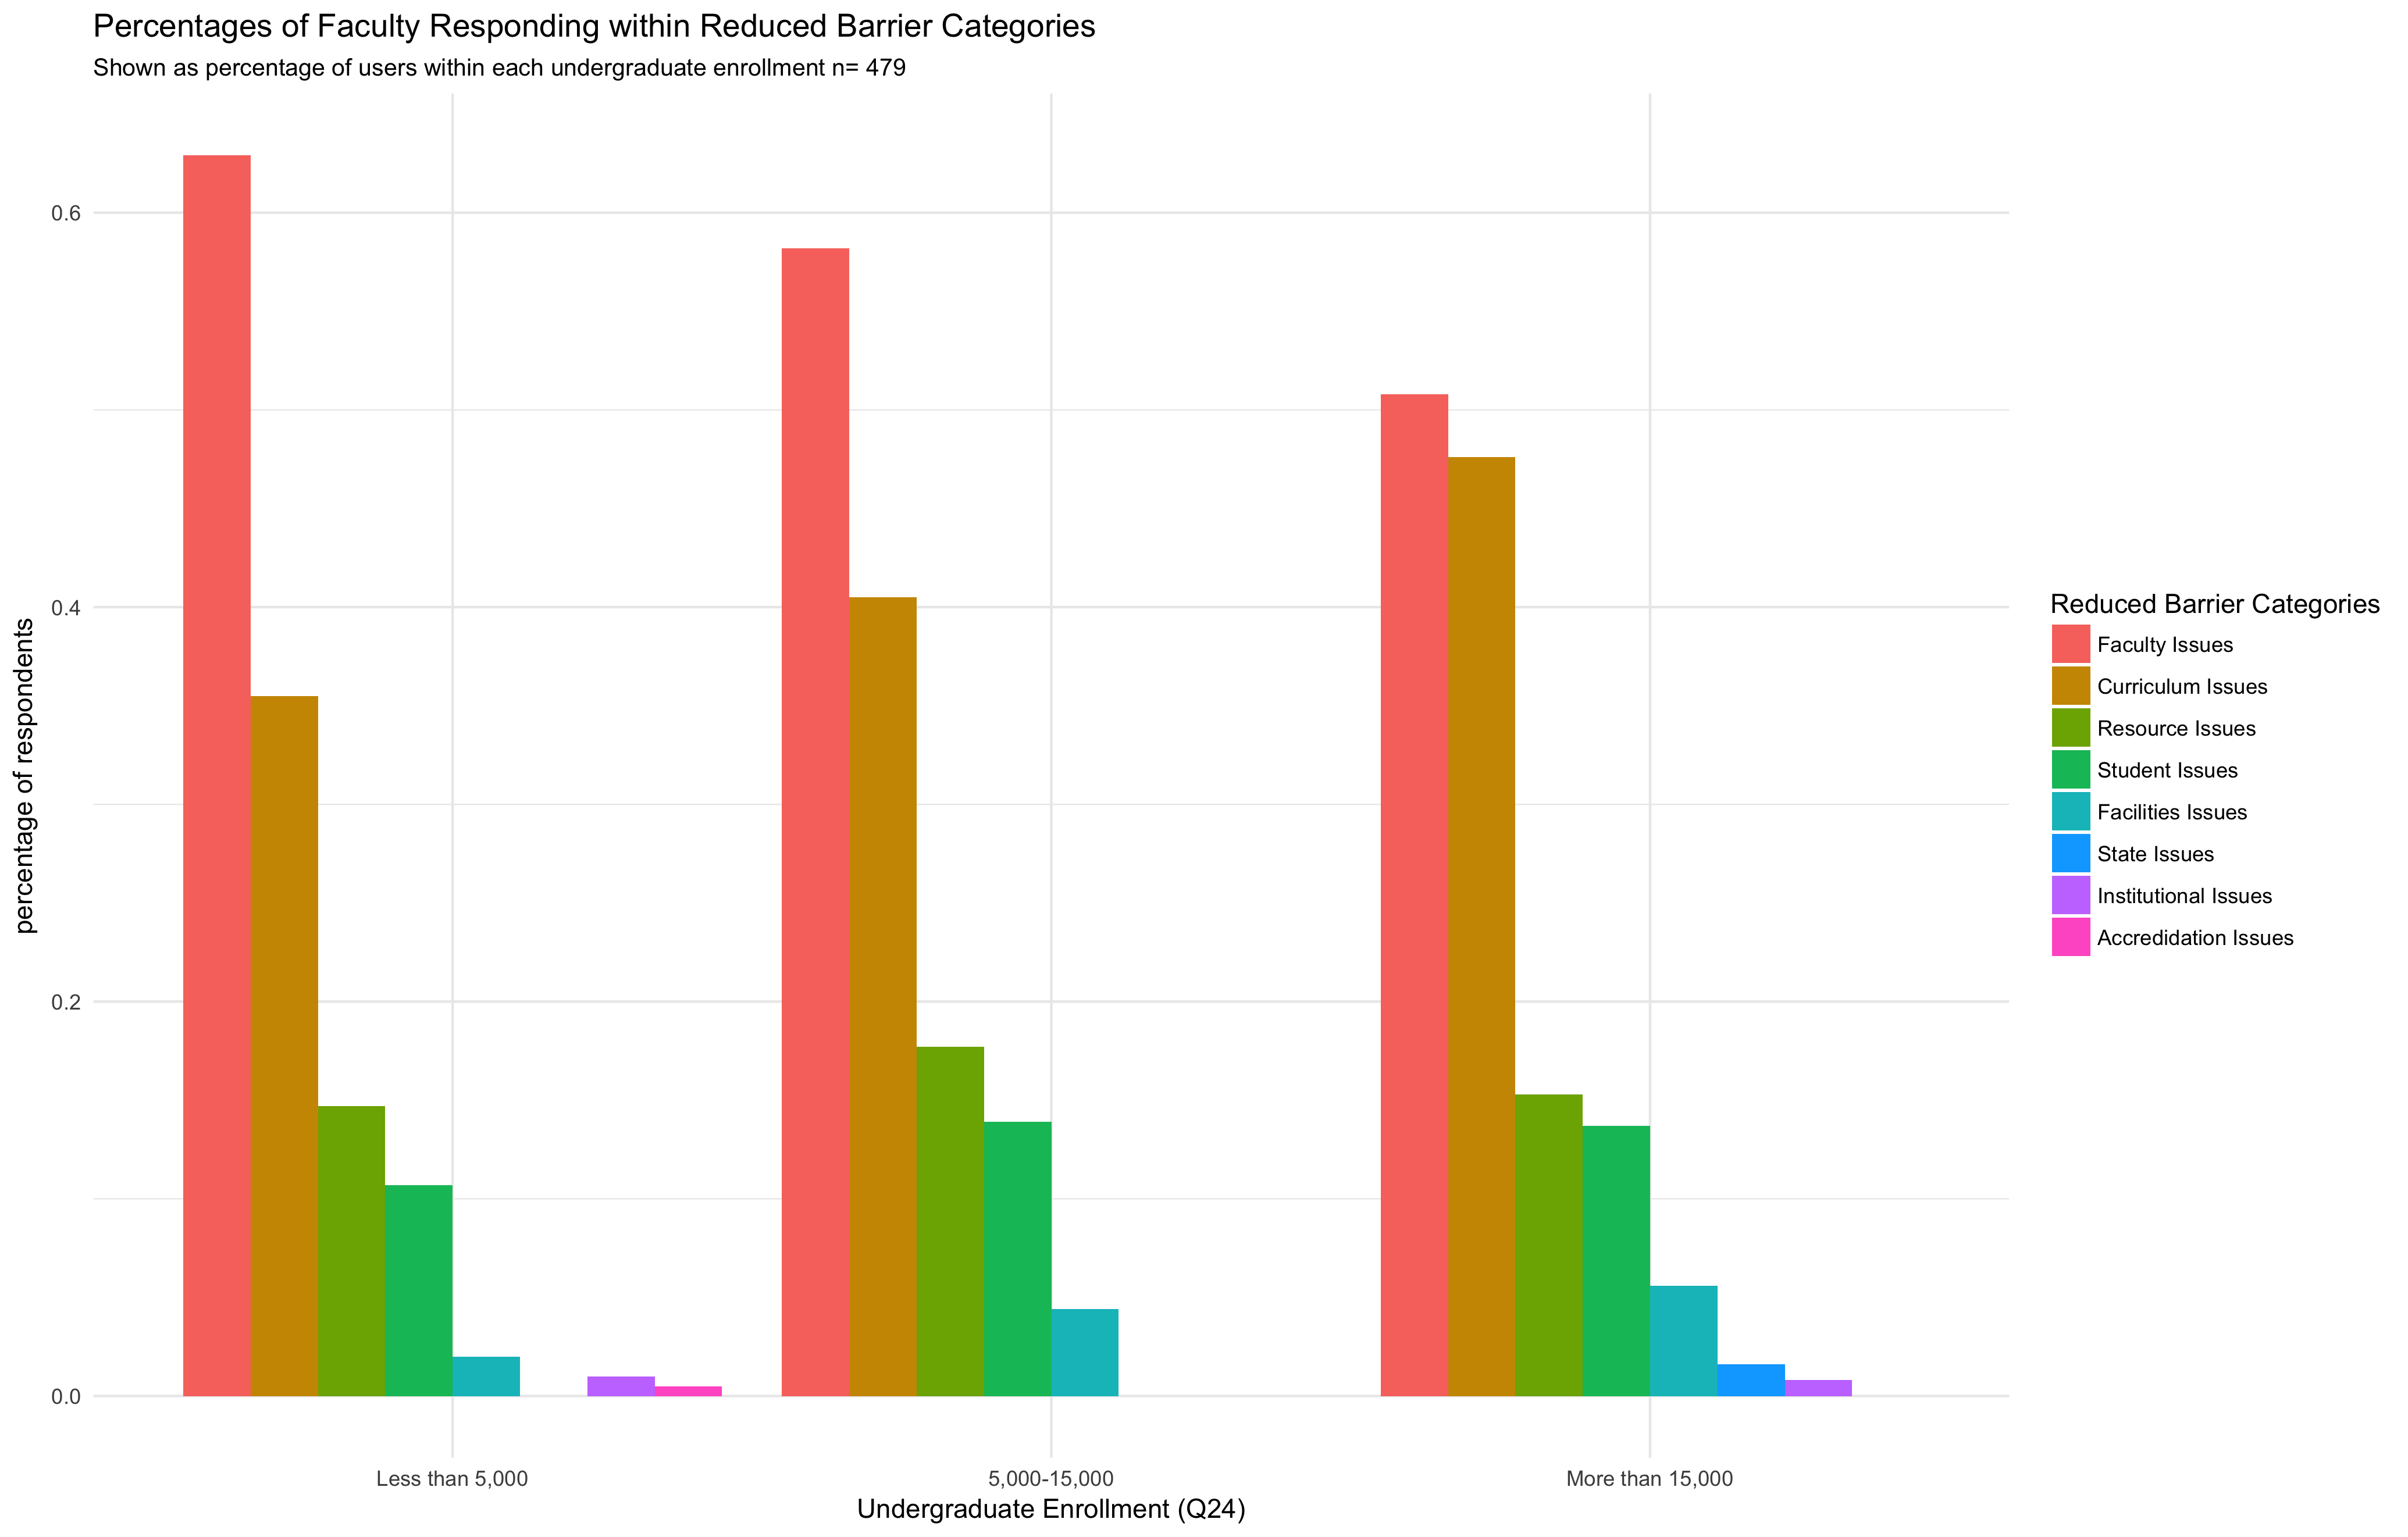 Percentages of Faculty Responding within Reduced Barrier Categories
Shown as percentage of users within each undergraduate enrollment n= 479
percentage of respondents
0.6
0.4
0.2
0.0
Less than 5,000
5,000-15,000
More than 15,000
Undergraduate Enrollment (Q24)
Reduced Barrier Categories
Faculty Issues
Curriculum Issues
Resource Issues
Student Issues
Facilities Issues
State Issues
Institutional Issues
Accredidation Issues